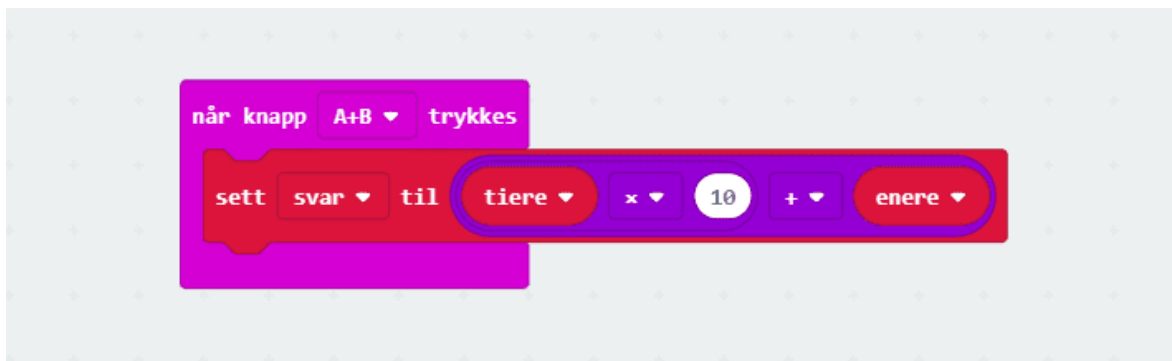 når knapp A+B trykkes
sett svar til tiere × 10 + enere